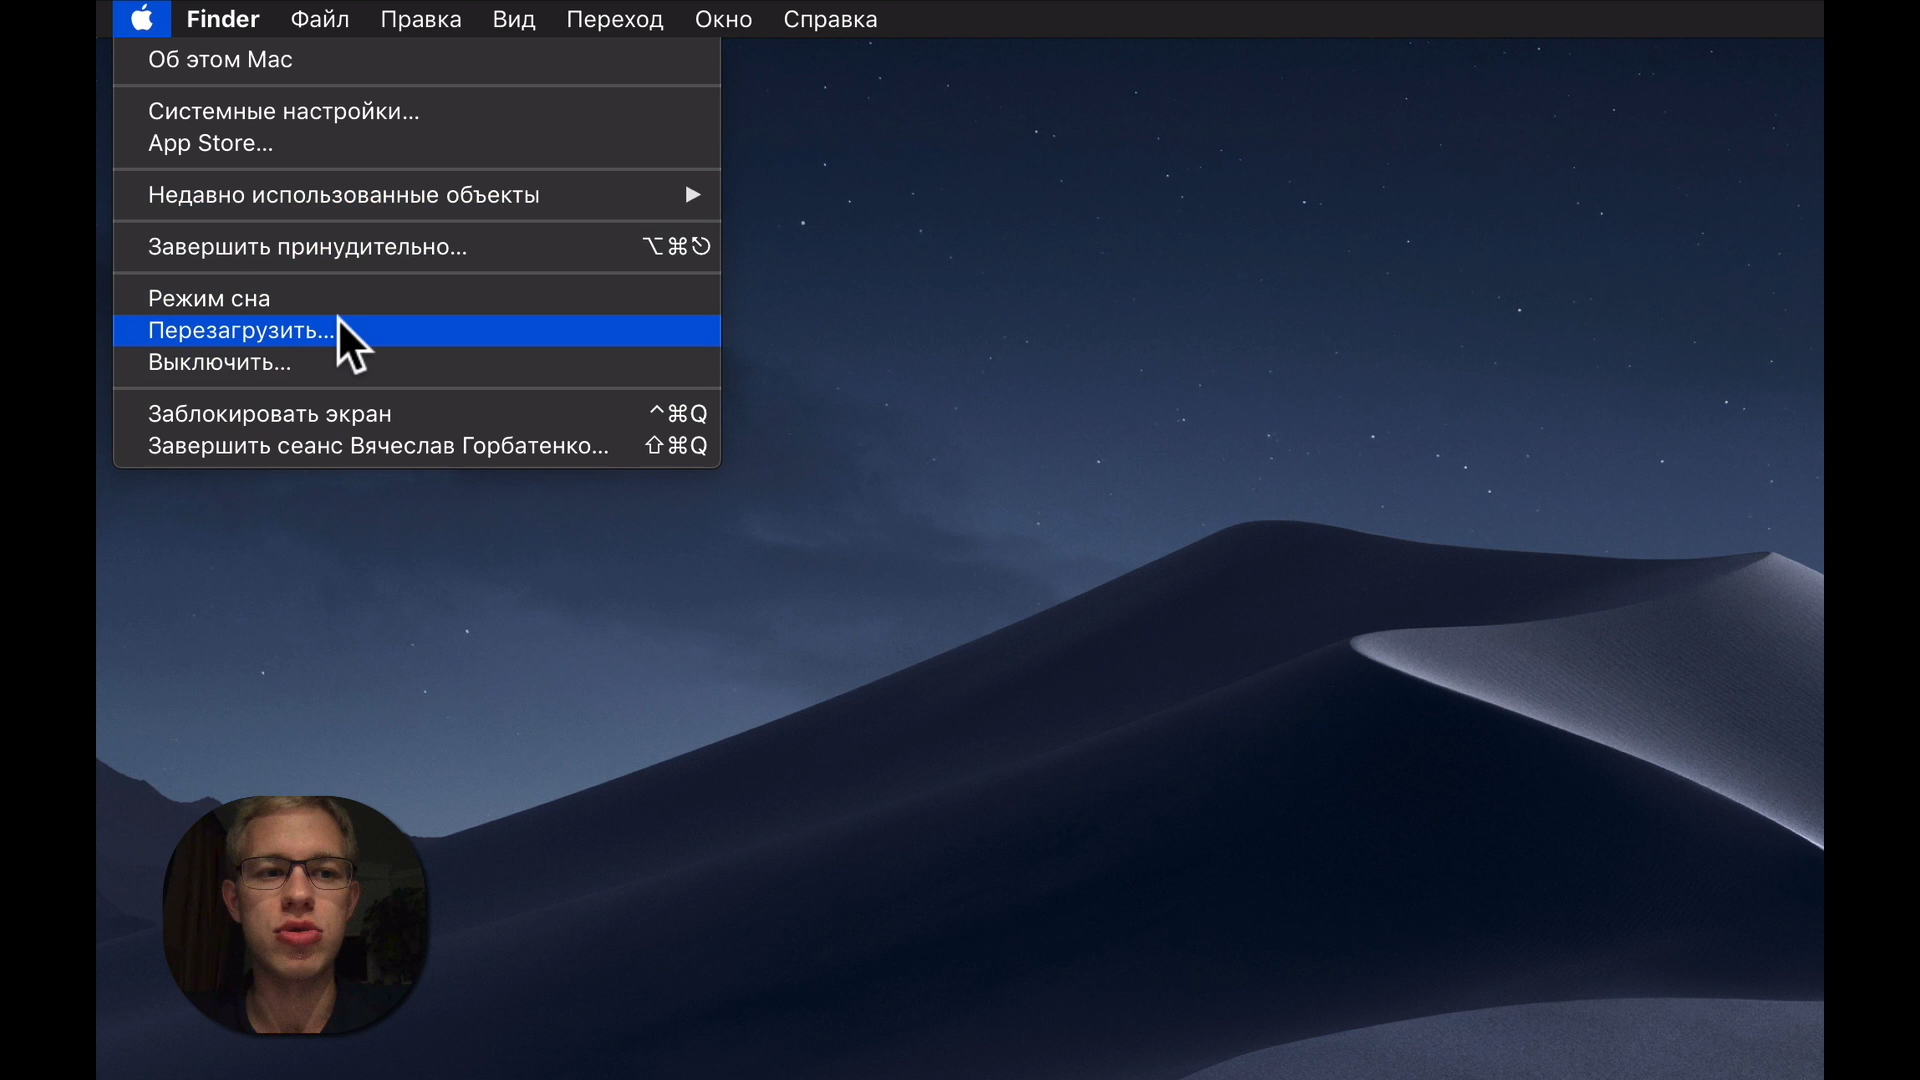 Finder Файл Правка Вид Переход Окно Справка
Об этом Mac
Системные настройки...
App Store...
Недавно использованные объекты ▶
Завершить принудительно... ⌥⌘⎋
Режим сна
Перезагрузить...
Выключить...
Заблокировать экран ^⌘Q
Завершить сеанс Вячеслав Горбатенко... ⇧⌘Q